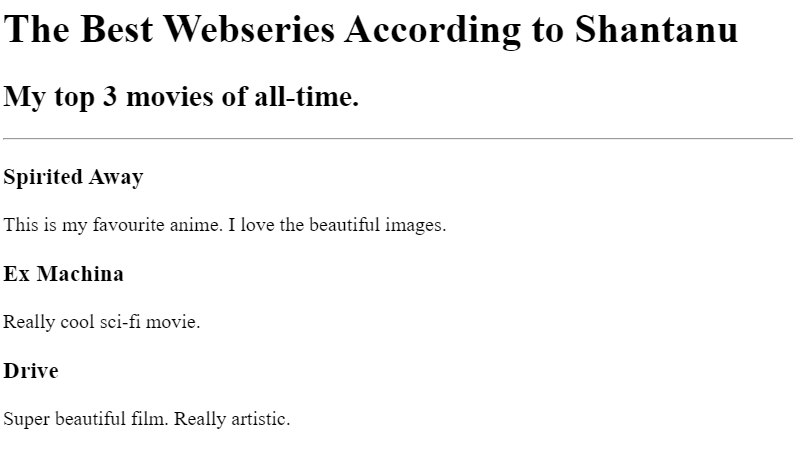 The Best Webseries According to Shantanu
My top 3 movies of all-time.
Spirited Away
This is my favourite anime. I love the beautiful images.
Ex Machina
Really cool sci-fi movie.
Drive
Super beautiful film. Really artistic.